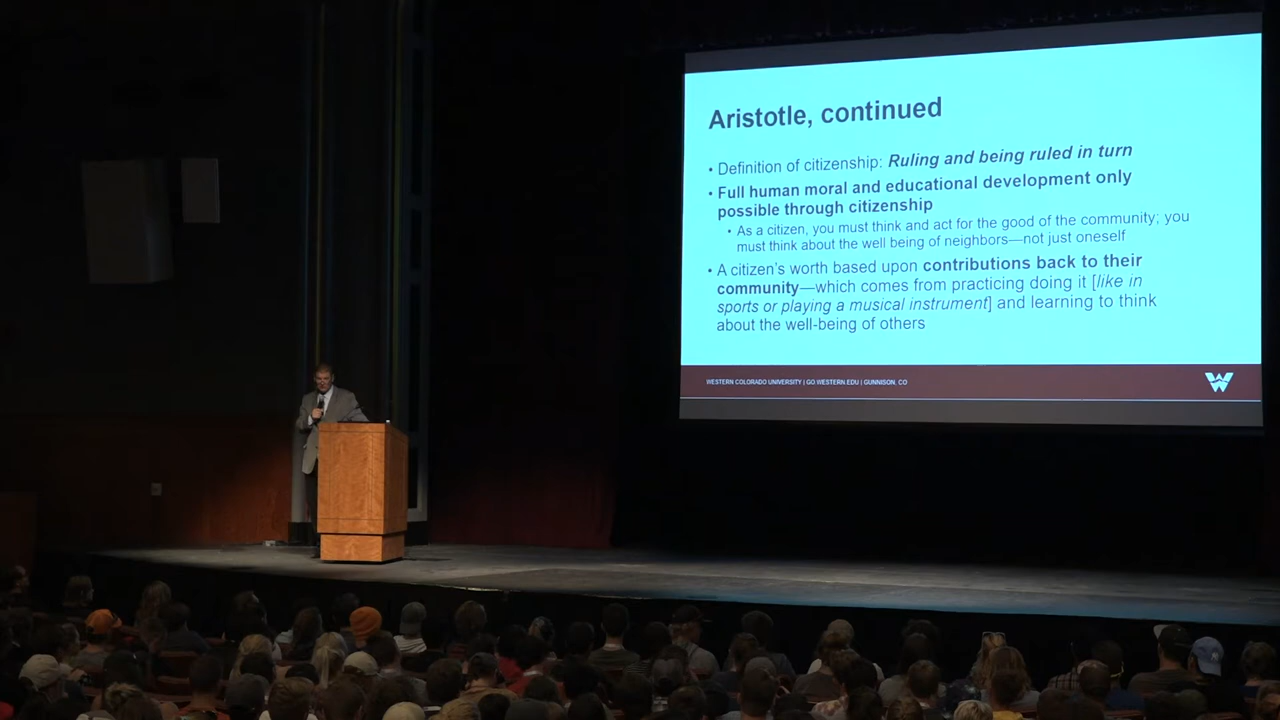 Aristotle, continued
• Definition of citizenship: Ruling and being ruled in turn
• Full human moral and educational development only
possible through citizenship
• As a citizen, you must think and act for the good of the community; you
must think about the well being of neighbors—not just oneself
• A citizen's worth based upon contributions back to their
community—which comes from practicing doing it [like in
sports or playing a musical instrument] and learning to think
about the well-being of others
WESTERN COLORADO UNIVERSITY | GO WESTERN.EDU | GUNNISON, CO
W